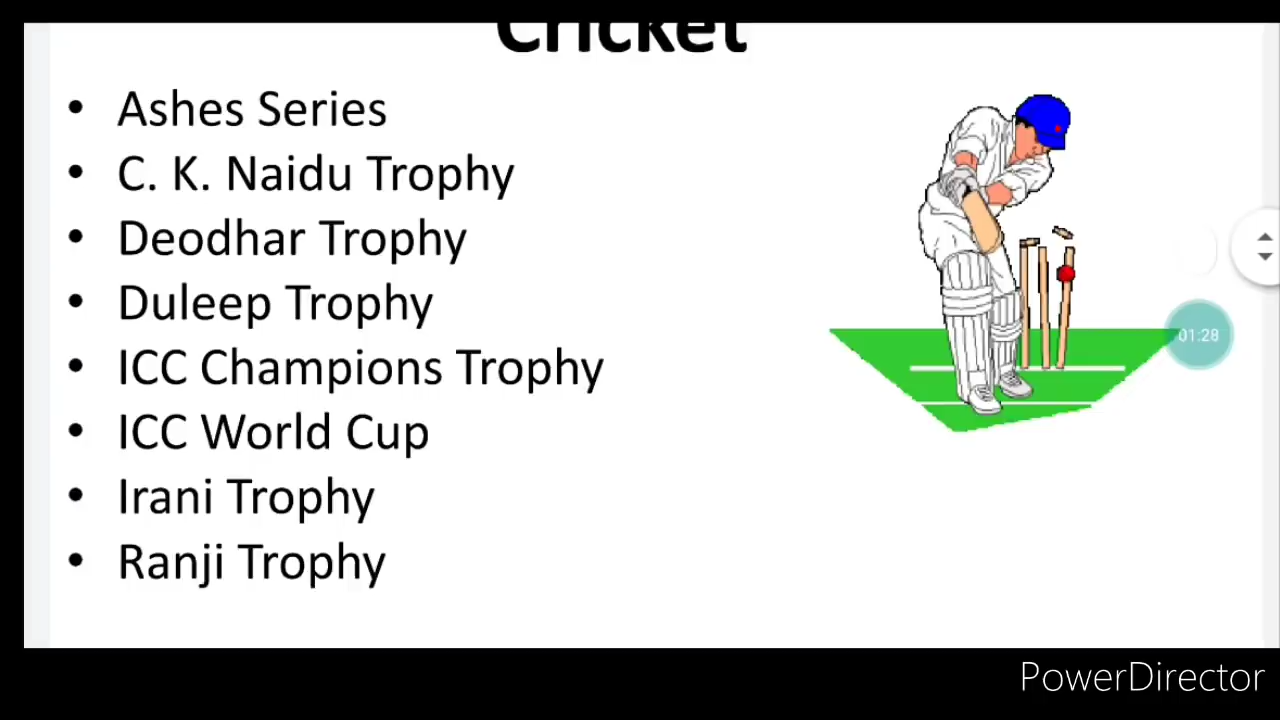 Cricket
• Ashes Series
• C. K. Naidu Trophy
• Deodhar Trophy
• Duleep Trophy
• ICC Champions Trophy
• ICC World Cup
• Irani Trophy
• Ranji Trophy
01:28
PowerDirector